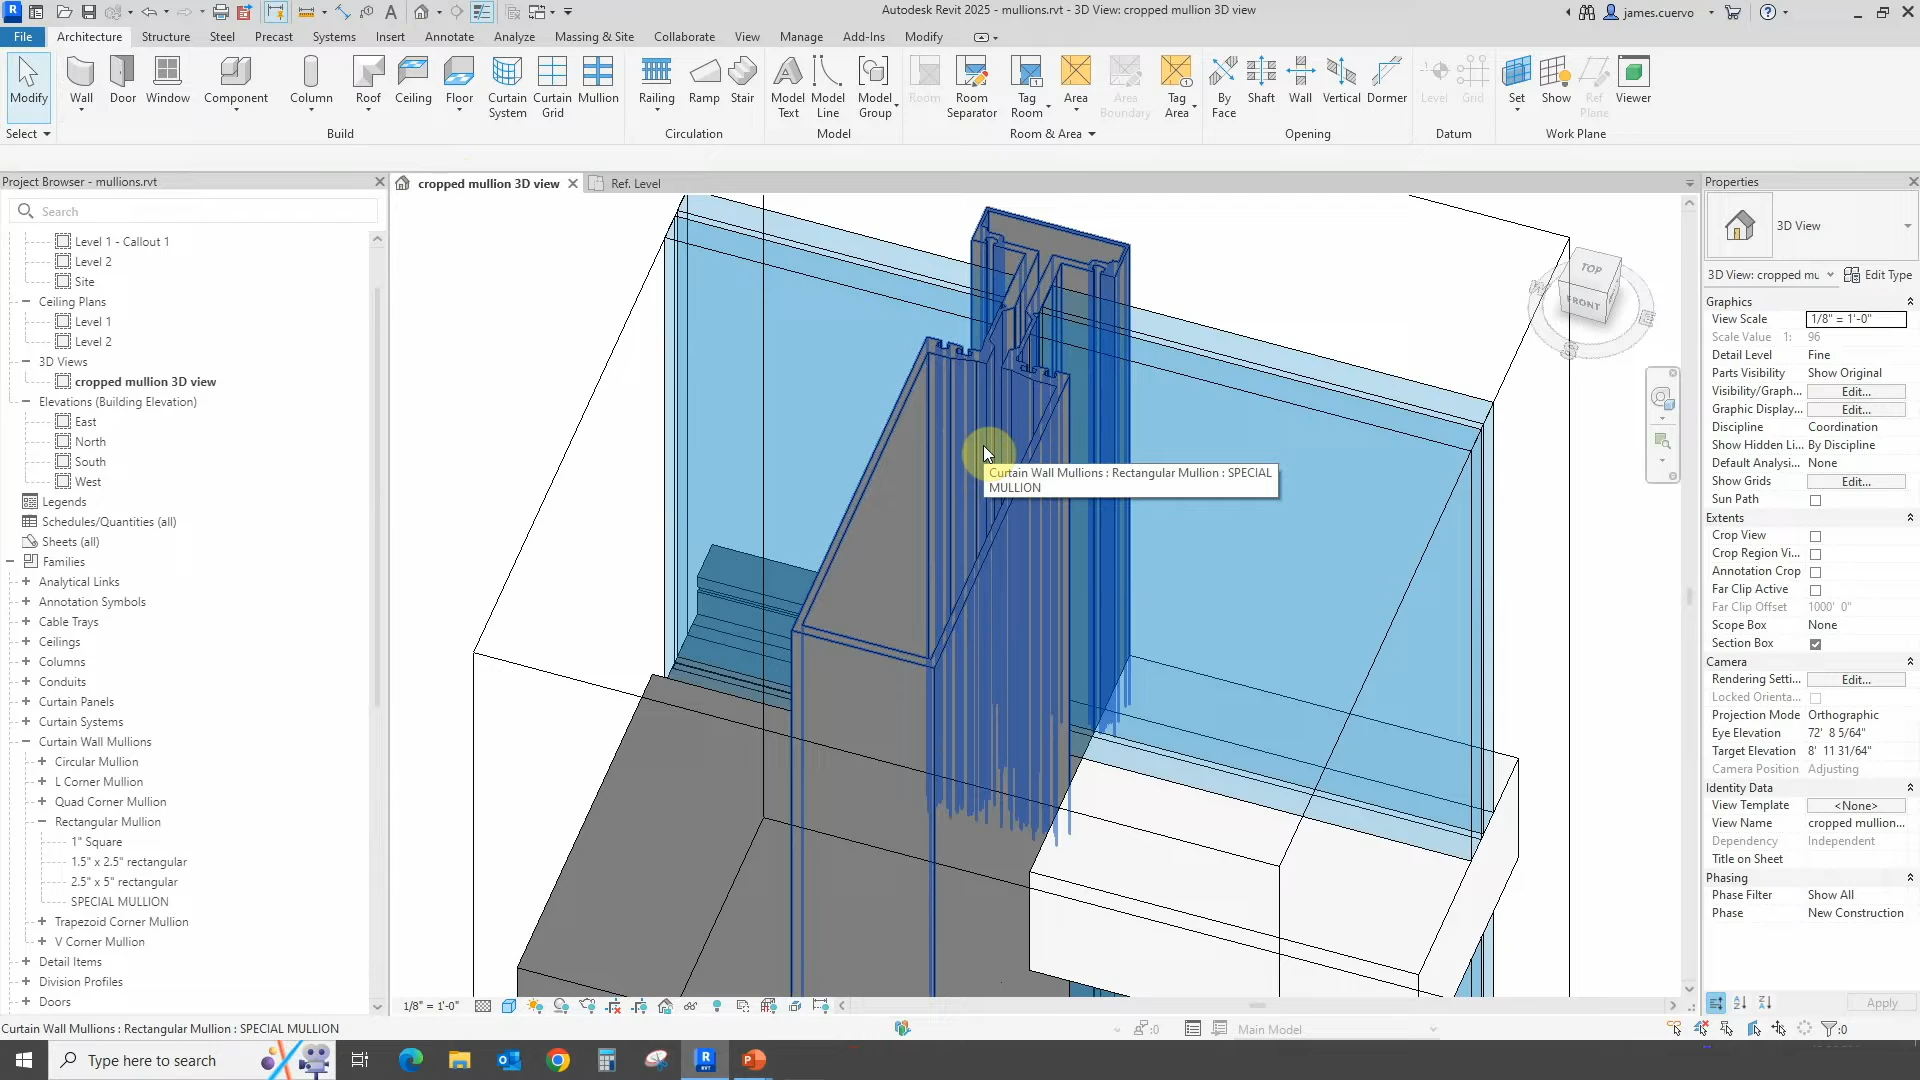 Autodesk Revit 2025 - mullions.rvt - 3D View: cropped mullion 3D view
james.cuervo
File Architecture Structure Steel Precast Systems Insert Annotate Analyze Massing & Site Collaborate View Manage Add-Ins Modify
Modify Wall Door Window Component Column Roof Ceiling Floor Curtain System Curtain Grid Mullion Railing Ramp Stair Model Text Model Line Model Group Room Room Separator Tag Room Area Area Boundary Tag Area By Face Shaft Wall Vertical Dormer Level Grid Set Show Ref Plane Viewer
Select Build Circulation Model Room & Area Opening Datum Work Plane
Project Browser - mullions.rvt
Search
Level 1 - Callout 1
Level 2
Site
Ceiling Plans
Level 1
Level 2
3D Views
cropped mullion 3D view
Elevations (Building Elevation)
East
North
South
West
Legends
Schedules/Quantities (all)
Sheets (all)
Families
Analytical Links
Annotation Symbols
Cable Trays
Ceilings
Columns
Conduits
Curtain Panels
Curtain Systems
Curtain Wall Mullions
Circular Mullion
L Corner Mullion
Quad Corner Mullion
Rectangular Mullion
1" Square
1.5" x 2.5" rectangular
2.5" x 5" rectangular
SPECIAL MULLION
Trapezoid Corner Mullion
V Corner Mullion
Detail Items
Division Profiles
Doors
cropped mullion 3D view
Ref. Level
TOP
FRONT
W
S
Curtain Wall Mullions : Rectangular Mullion : SPECIAL
MULLION
1/8" = 1'-0"
Properties
3D View
3D View: cropped mu Edit Type
Graphics
View Scale 1/8" = 1'-0"
Scale Value 1: 96
Detail Level Fine
Parts Visibility Show Original
Visibility/Graph... Edit...
Graphic Display... Edit...
Discipline Coordination
Show Hidden Li... By Discipline
Default Analysi... None
Show Grids Edit...
Sun Path
Extents
Crop View
Crop Region Vi...
Annotation Crop
Far Clip Active
Far Clip Offset 1000' 0"
Scope Box None
Section Box
Camera
Rendering Setti... Edit...
Locked Orienta...
Projection Mode Orthographic
Eye Elevation 72' 8 5/64"
Target Elevation 8' 11 31/64"
Camera Position Adjusting
Identity Data
View Template <None>
View Name cropped mullion...
Dependency Independent
Title on Sheet
Phasing
Phase Filter Show All
Phase New Construction
Apply
Curtain Wall Mullions : Rectangular Mullion : SPECIAL MULLION
:0
Main Model
:0
Type here to search